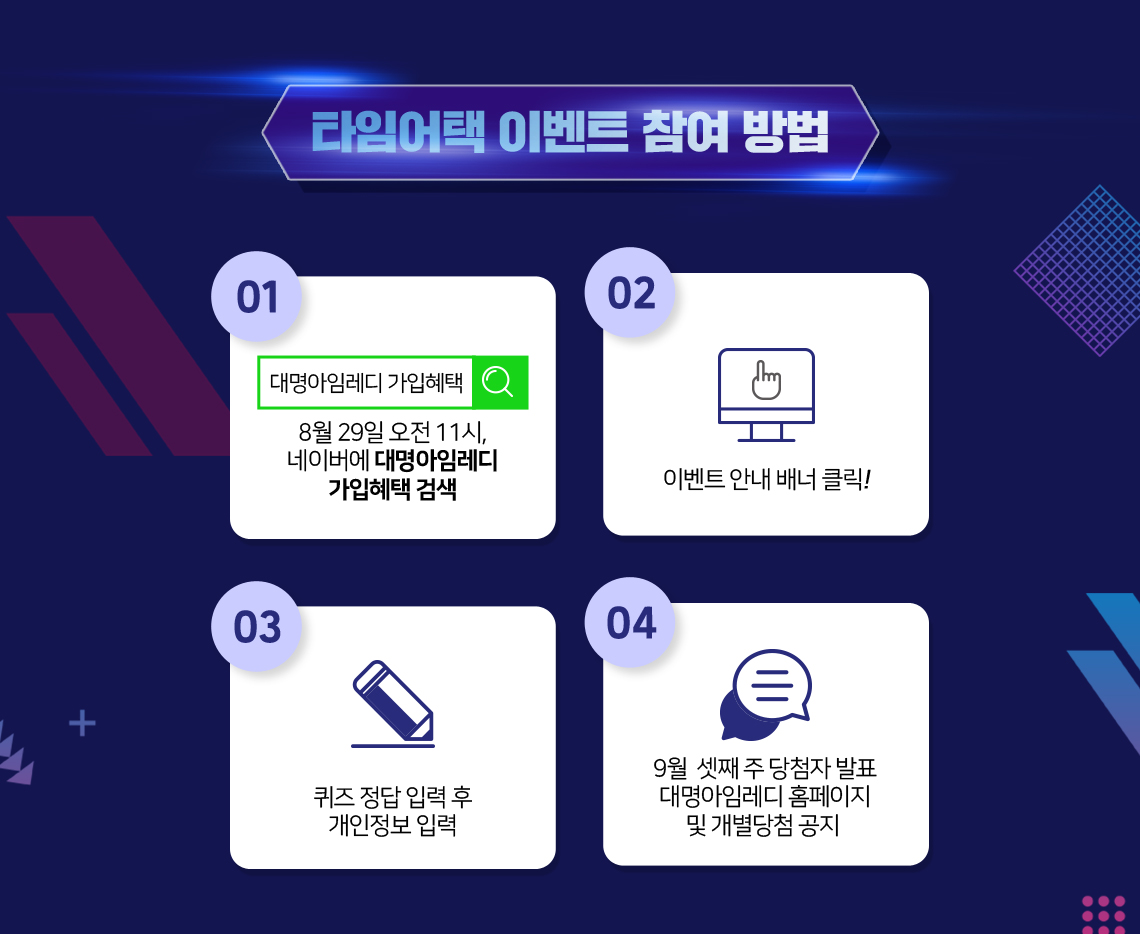 타임어택 이벤트 참여 방법
01
대명아임레디 가입혜택
8월 29일 오전 11시,
네이버에 대명아임레디
가입혜택 검색
02
이벤트 안내 배너 클릭!
03
퀴즈 정답 입력 후
개인정보 입력
04
9월 셋째 주 당첨자 발표
대명아임레디 홈페이지
및 개별당첨 공지